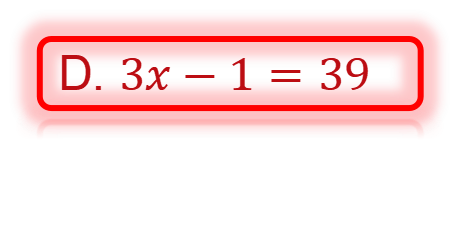 D. 3𝑥 − 1 = 39